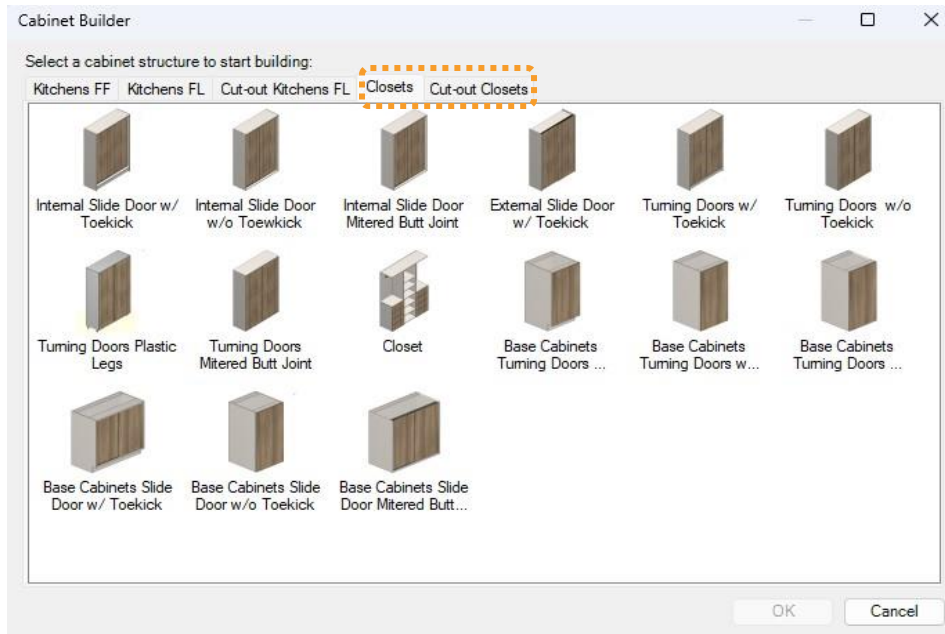 Cabinet Builder
Select a cabinet structure to start building:
Kitchens FF Kitchens FL Cut-out Kitchens FL Closets Cut-out Closets
Internal Slide Door w/ Toekick
Internal Slide Door w/o Toewkick
Internal Slide Door Mitered Butt Joint
External Slide Door w/ Toekick
Turning Doors w/ Toekick
Turning Doors w/o Toekick
Turning Doors Plastic Legs
Turning Doors Mitered Butt Joint
Closet
Base Cabinets Turning Doors ...
Base Cabinets Turning Doors w...
Base Cabinets Turning Doors ...
Base Cabinets Slide Door w/ Toekick
Base Cabinets Slide Door w/o Toekick
Base Cabinets Slide Door Mitered Butt...
OK Cancel